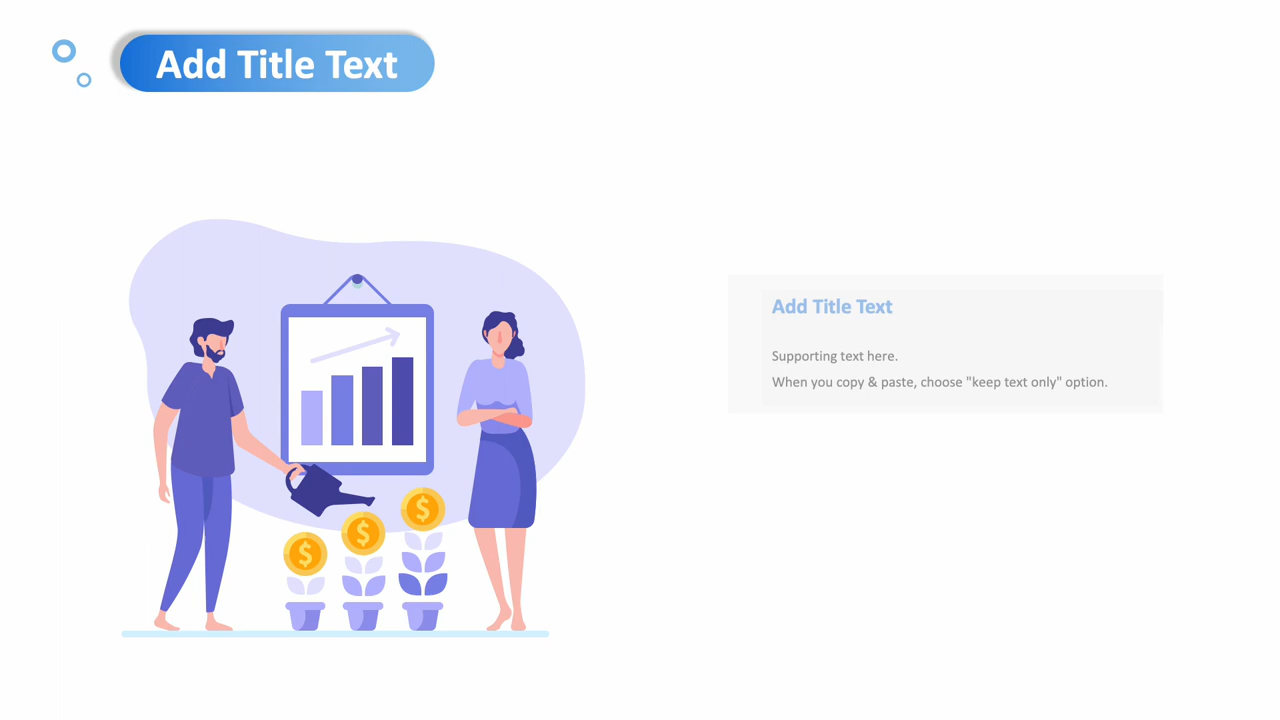 Add Title Text
Add Title Text
Supporting text here.
When you copy & paste, choose "keep text only" option.
$
$
$